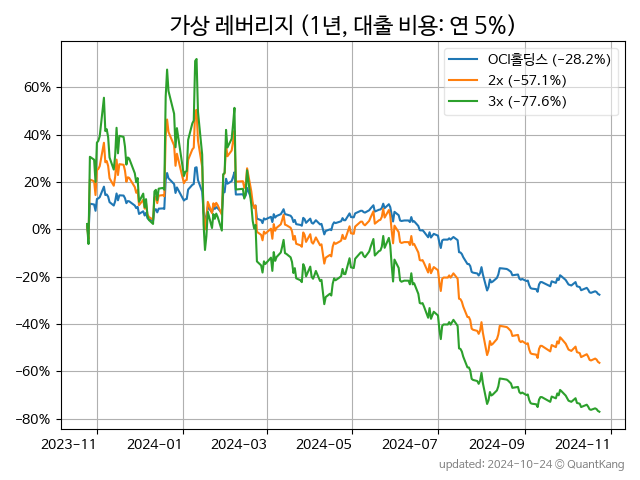 가상 레버리지 (1년, 대출 비용: 연 5%)
OCI홀딩스 (-28.2%)
2x (-57.1%)
3x (-77.6%)
60%
40%
20%
0%
-20%
-40%
-60%
-80%
2023-11 2024-01 2024-03 2024-05 2024-07 2024-09 2024-11
updated: 2024-10-24 © QuantKang